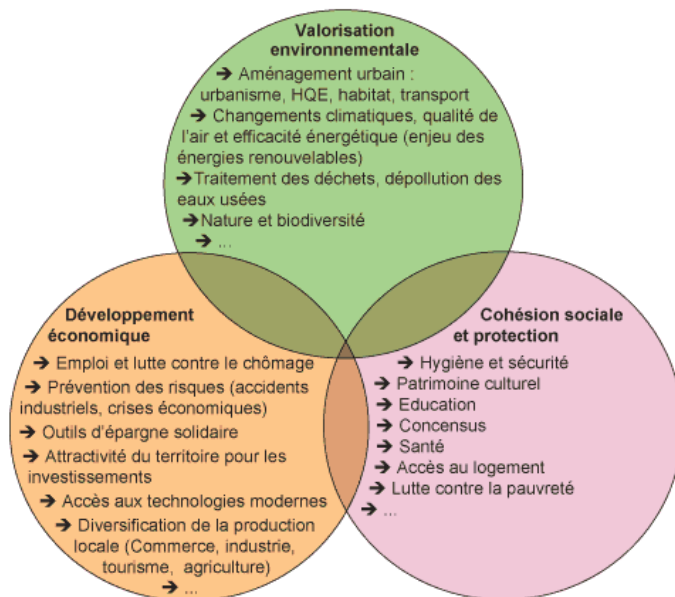 Valorisation
environnementale
➔ Aménagement urbain :
urbanisme, HQE, habitat, transport
➔ Changements climatiques, qualité de
l'air et efficacité énergétique (enjeu des
énergies renouvelables)
➔Traitement des déchets, dépollution des
eaux usées
➔Nature et biodiversité
➔ ...
Développement
économique
➔ Emploi et lutte contre le chômage
➔ Prévention des risques (accidents
industriels, crises économiques)
➔ Outils d'épargne solidaire
➔ Attractivité du territoire pour les
investissements
➔ Accès aux technologies modernes
➔ Diversification de la production
locale (Commerce, industrie,
tourisme, agriculture)
➔ ...
Cohésion sociale
et protection
➔ Hygiène et sécurité
➔ Patrimoine culturel
➔ Education
➔ Concensus
➔ Santé
➔ Accès au logement
➔ Lutte contre la pauvreté
➔ ...